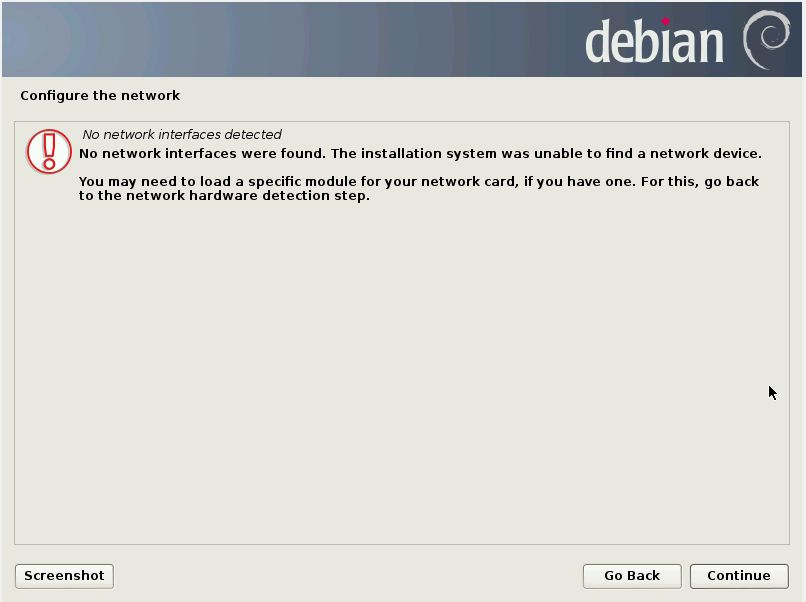 debian
Configure the network
No network interfaces detected
No network interfaces were found. The installation system was unable to find a network device.
You may need to load a specific module for your network card, if you have one. For this, go back
to the network hardware detection step.
Screenshot
Go Back
Continue